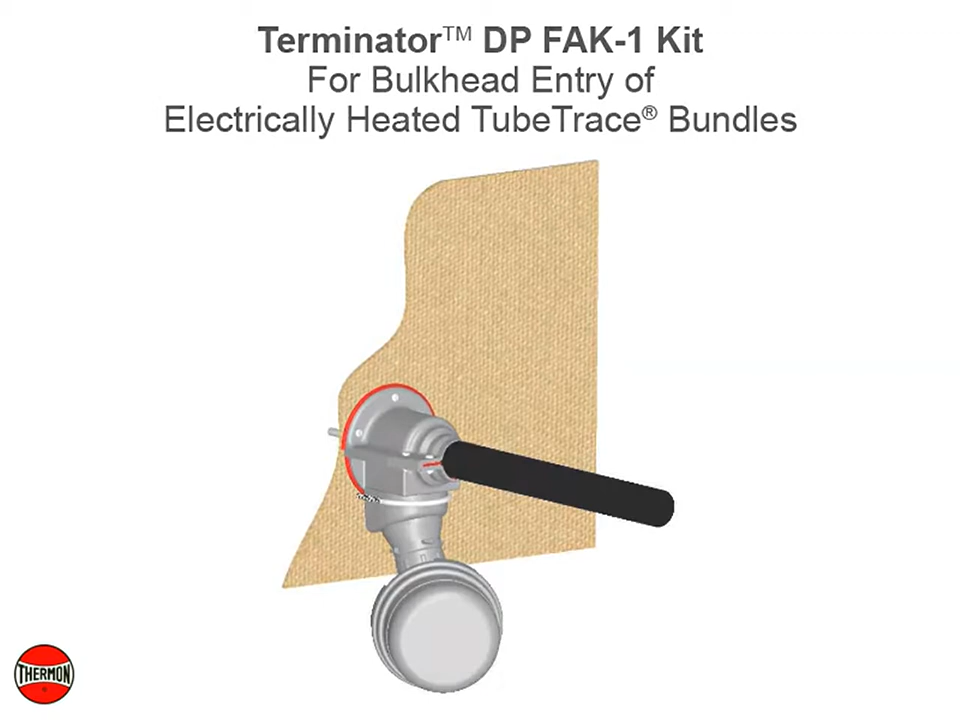 Terminator™ DP FAK-1 Kit
For Bulkhead Entry of
Electrically Heated TubeTrace® Bundles
THERMON
®